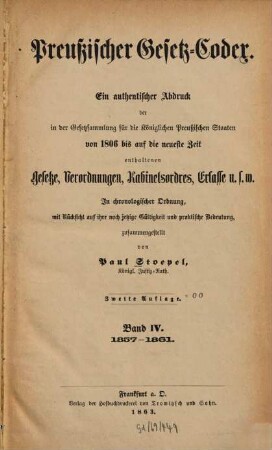 Preußischer Gesetz-Codex.
Ein authentischer Abdruck
der
in der Gesetzsammlung für die Königlichen Preußischen Staaten
von 1806 bis auf die neueste Zeit
enthaltenen
Gesetze, Verordnungen, Kabinetsordres, Erlasse u. s. w.
In chronologischer Ordnung,
mit Rücksicht auf ihre noch jetzige Gültigkeit und praktische Bedeutung,
zusammengestellt
von
Paul Stoepel,
Königl. Justiz-Rath.
Zweite Auflage.
Band IV.
1857–1861.
Frankfurt a. O.
Verlag der Hofbuchdruckerei von Trowitzsch und Sohn.
1863.